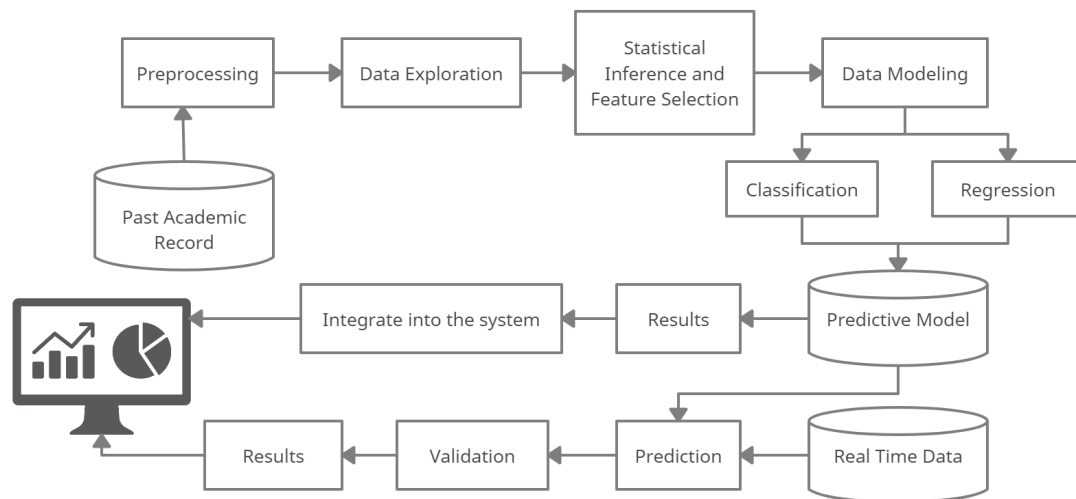 Preprocessing
Data Exploration
Statistical
Inference and
Feature Selection
Data Modeling
Classification
Regression
Past Academic
Record
Integrate into the system
Results
Predictive Model
Results
Validation
Prediction
Real Time Data